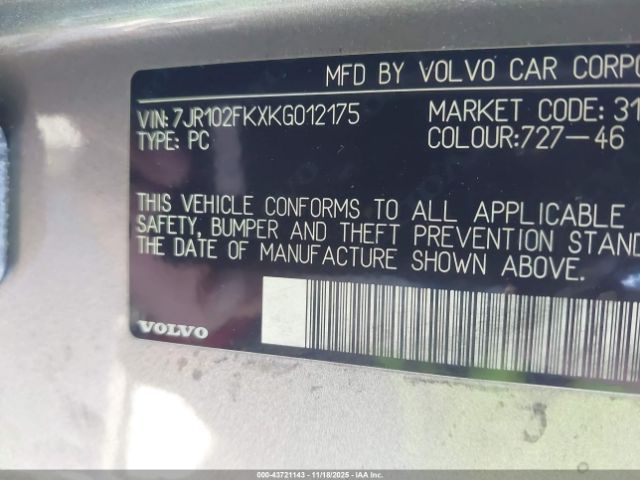 MFD BY VOLVO CAR CORPO
VIN: 7JR102FKXKG012175
MARKET CODE: 31
TYPE: PC
COLOUR:727-46
THIS VEHICLE CONFORMS TO ALL APPLICABLE
SAFETY, BUMPER AND THEFT PREVENTION STAND
THE DATE OF MANUFACTURE SHOWN ABOVE.
VOLVO
000-43721143 - 11/18/2025 - IAA Inc.